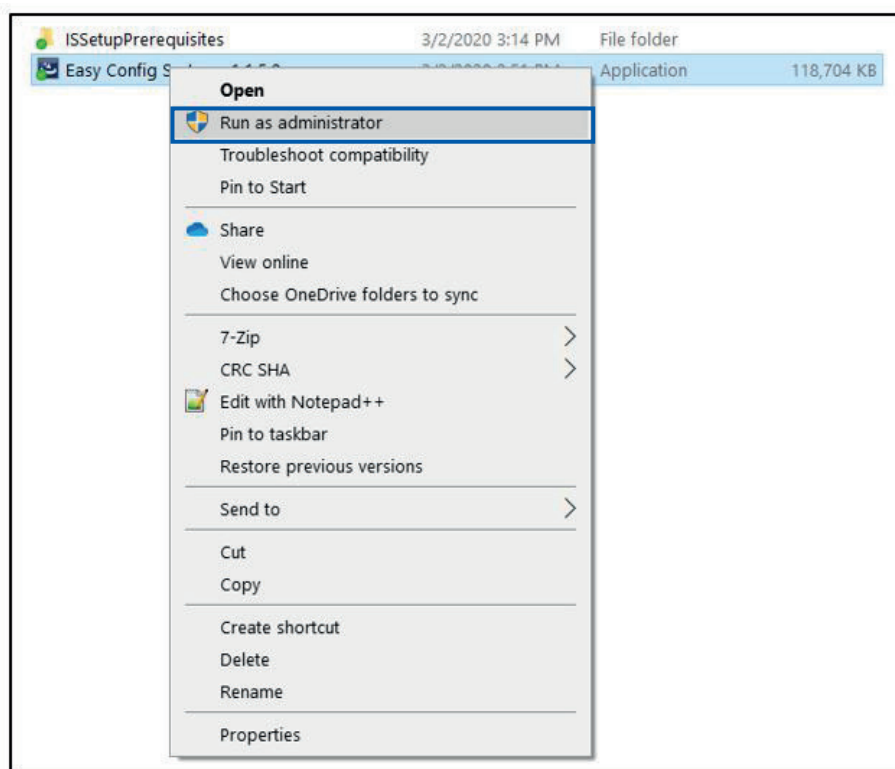 ISSetupPrerequisites 3/2/2020 3:14 PM File folder
Easy Config Application 118,704 KB
Open
Run as administrator
Troubleshoot compatibility
Pin to Start
Share
View online
Choose OneDrive folders to sync
7-Zip
CRC SHA
Edit with Notepad++
Pin to taskbar
Restore previous versions
Send to
Cut
Copy
Create shortcut
Delete
Rename
Properties